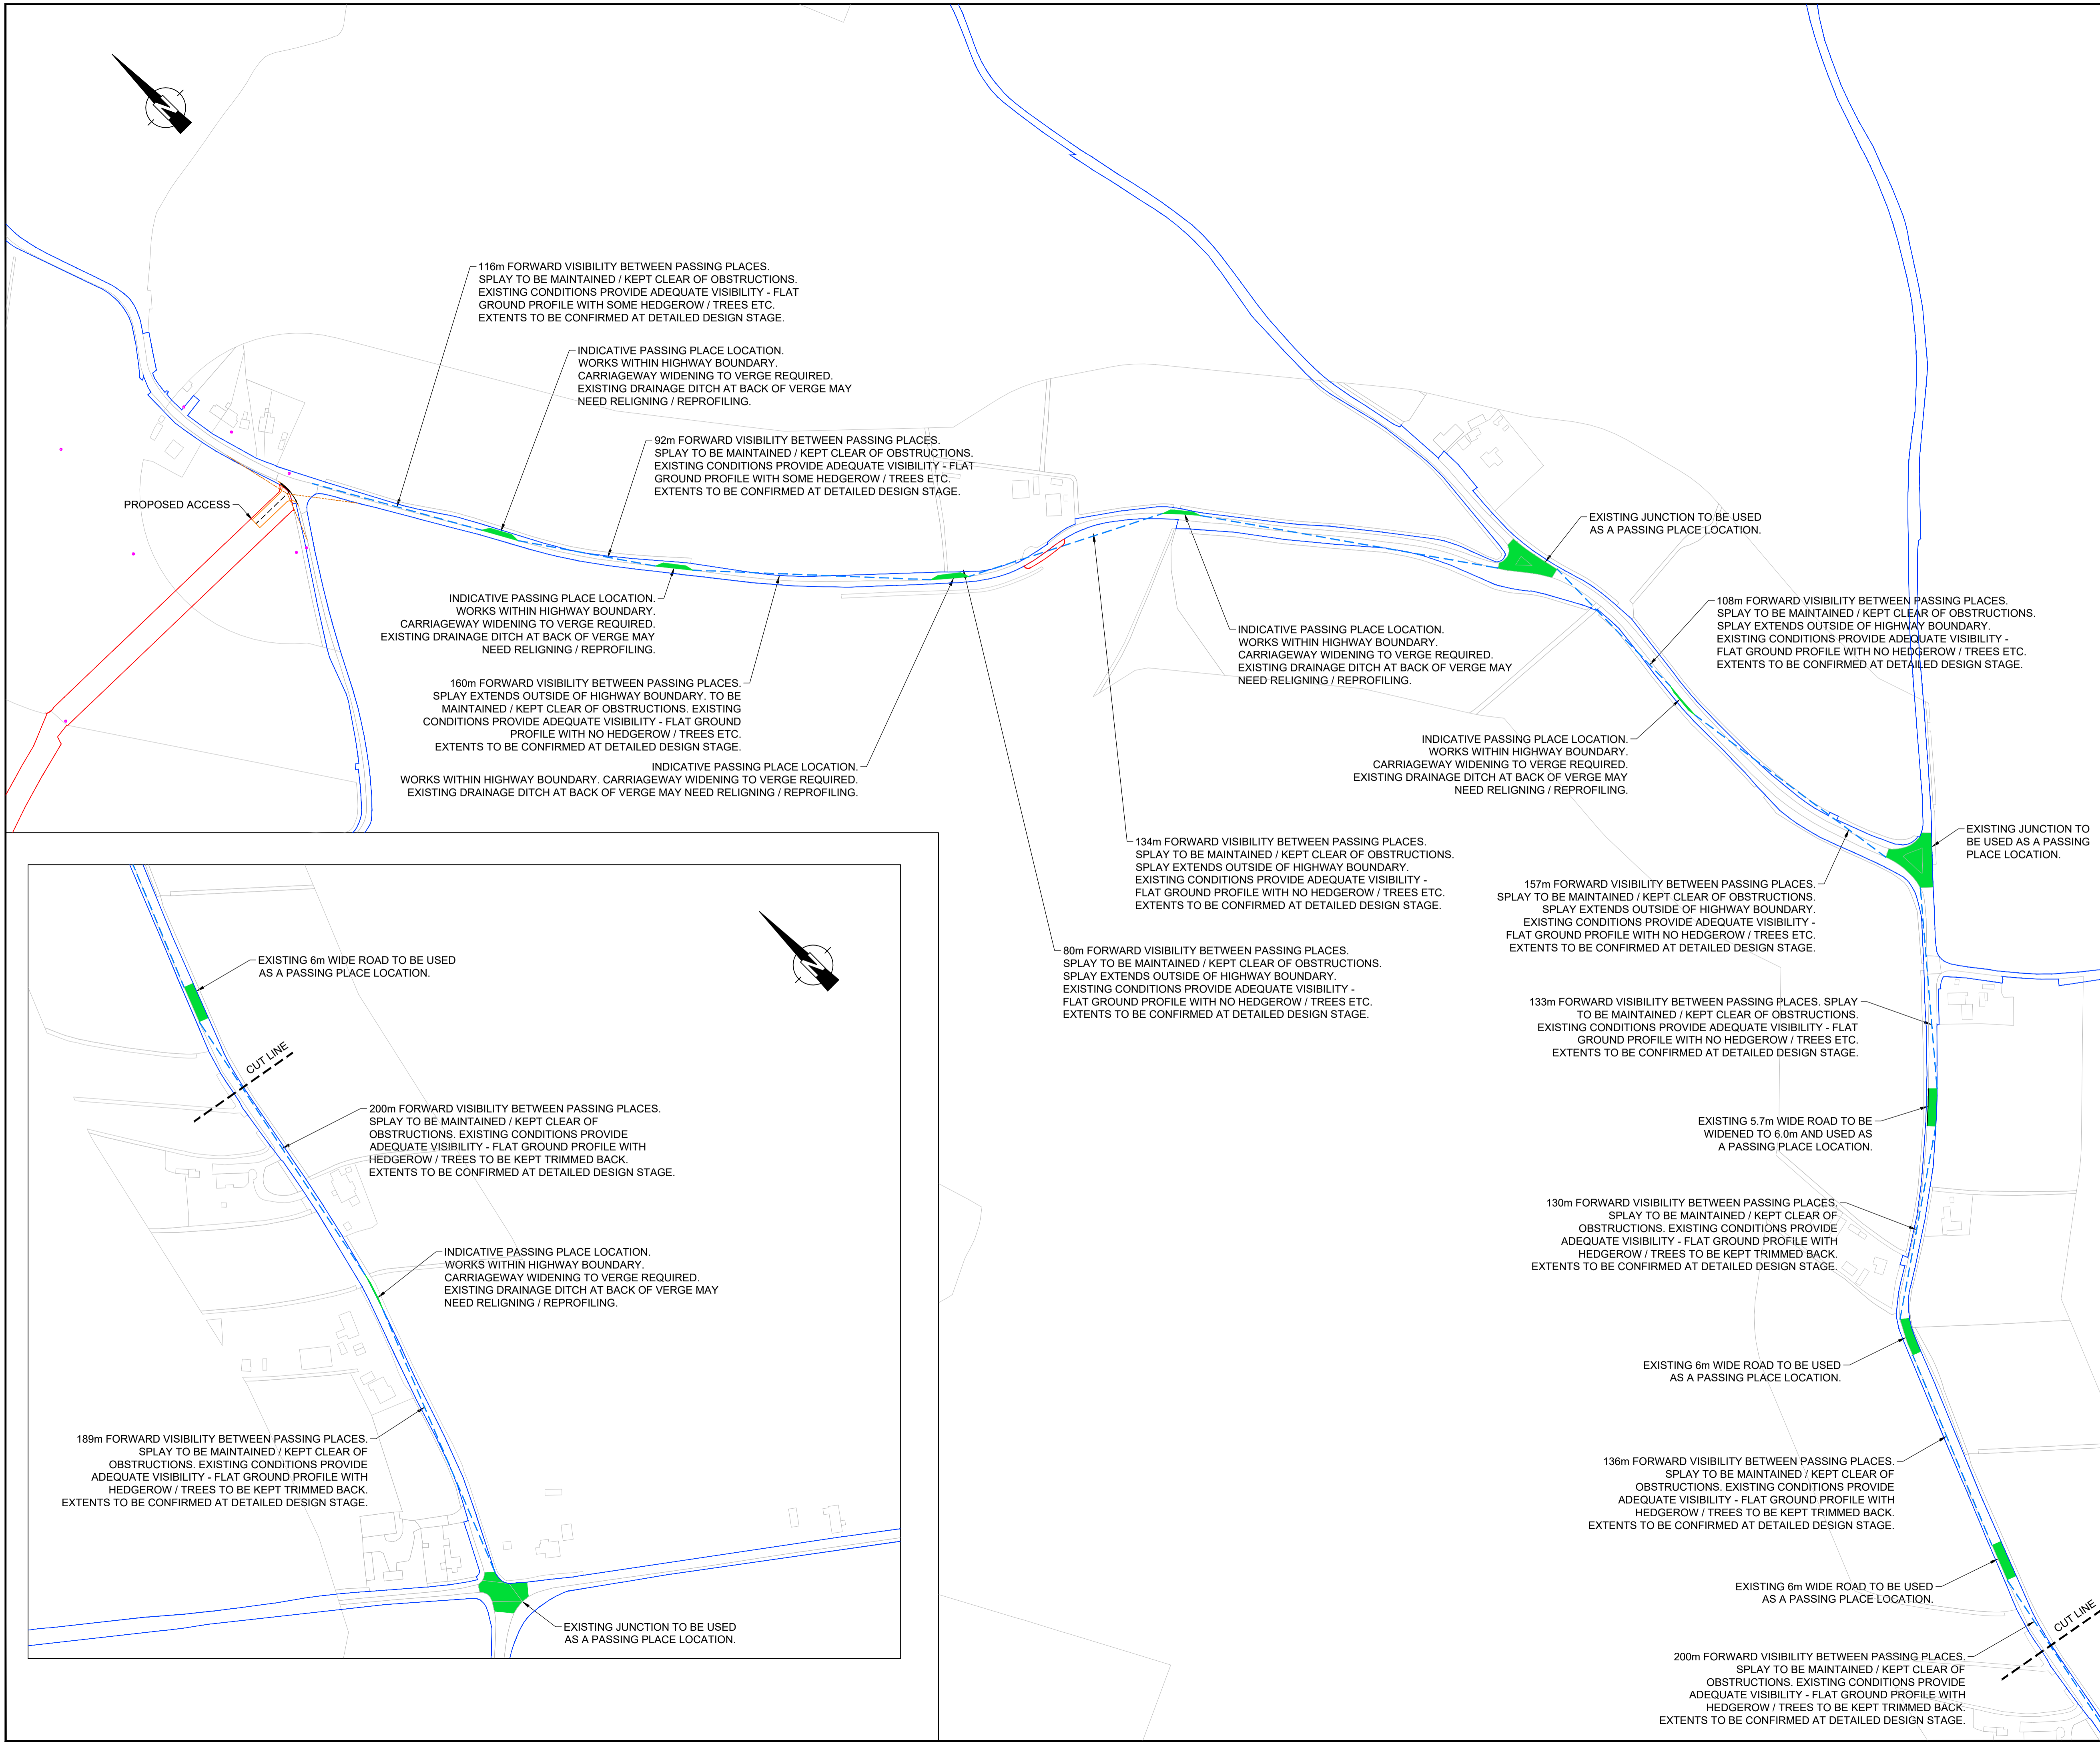 116m FORWARD VISIBILITY BETWEEN PASSING PLACES.
SPLAY TO BE MAINTAINED / KEPT CLEAR OF OBSTRUCTIONS.
EXISTING CONDITIONS PROVIDE ADEQUATE VISIBILITY - FLAT
GROUND PROFILE WITH SOME HEDGEROW / TREES ETC.
EXTENTS TO BE CONFIRMED AT DETAILED DESIGN STAGE.
INDICATIVE PASSING PLACE LOCATION.
WORKS WITHIN HIGHWAY BOUNDARY.
CARRIAGEWAY WIDENING TO VERGE REQUIRED.
EXISTING DRAINAGE DITCH AT BACK OF VERGE MAY
NEED RELIGNING / REPROFILING.
92m FORWARD VISIBILITY BETWEEN PASSING PLACES.
SPLAY TO BE MAINTAINED / KEPT CLEAR OF OBSTRUCTIONS.
EXISTING CONDITIONS PROVIDE ADEQUATE VISIBILITY - FLAT
GROUND PROFILE WITH SOME HEDGEROW / TREES ETC.
EXTENTS TO BE CONFIRMED AT DETAILED DESIGN STAGE.
PROPOSED ACCESS
N
EXISTING JUNCTION TO BE USED
AS A PASSING PLACE LOCATION.
INDICATIVE PASSING PLACE LOCATION.
WORKS WITHIN HIGHWAY BOUNDARY.
CARRIAGEWAY WIDENING TO VERGE REQUIRED.
EXISTING DRAINAGE DITCH AT BACK OF VERGE MAY
NEED RELIGNING / REPROFILING.
160m FORWARD VISIBILITY BETWEEN PASSING PLACES.
SPLAY EXTENDS OUTSIDE OF HIGHWAY BOUNDARY. TO BE
MAINTAINED / KEPT CLEAR OF OBSTRUCTIONS. EXISTING
CONDITIONS PROVIDE ADEQUATE VISIBILITY - FLAT GROUND
PROFILE WITH NO HEDGEROW / TREES ETC.
EXTENTS TO BE CONFIRMED AT DETAILED DESIGN STAGE.
INDICATIVE PASSING PLACE LOCATION.
WORKS WITHIN HIGHWAY BOUNDARY. CARRIAGEWAY WIDENING TO VERGE REQUIRED.
EXISTING DRAINAGE DITCH AT BACK OF VERGE MAY NEED RELIGNING / REPROFILING.
INDICATIVE PASSING PLACE LOCATION.
WORKS WITHIN HIGHWAY BOUNDARY.
CARRIAGEWAY WIDENING TO VERGE REQUIRED.
EXISTING DRAINAGE DITCH AT BACK OF VERGE MAY
NEED RELIGNING / REPROFILING.
108m FORWARD VISIBILITY BETWEEN PASSING PLACES.
SPLAY TO BE MAINTAINED / KEPT CLEAR OF OBSTRUCTIONS.
SPLAY EXTENDS OUTSIDE OF HIGHWAY BOUNDARY.
EXISTING CONDITIONS PROVIDE ADEQUATE VISIBILITY -
FLAT GROUND PROFILE WITH NO HEDGEROW / TREES ETC.
EXTENTS TO BE CONFIRMED AT DETAILED DESIGN STAGE.
INDICATIVE PASSING PLACE LOCATION.
WORKS WITHIN HIGHWAY BOUNDARY.
CARRIAGEWAY WIDENING TO VERGE REQUIRED.
EXISTING DRAINAGE DITCH AT BACK OF VERGE MAY
NEED RELIGNING / REPROFILING.
134m FORWARD VISIBILITY BETWEEN PASSING PLACES.
SPLAY TO BE MAINTAINED / KEPT CLEAR OF OBSTRUCTIONS.
SPLAY EXTENDS OUTSIDE OF HIGHWAY BOUNDARY.
EXISTING CONDITIONS PROVIDE ADEQUATE VISIBILITY -
FLAT GROUND PROFILE WITH NO HEDGEROW / TREES ETC.
EXTENTS TO BE CONFIRMED AT DETAILED DESIGN STAGE.
EXISTING JUNCTION TO
BE USED AS A PASSING
PLACE LOCATION.
157m FORWARD VISIBILITY BETWEEN PASSING PLACES.
SPLAY TO BE MAINTAINED / KEPT CLEAR OF OBSTRUCTIONS.
SPLAY EXTENDS OUTSIDE OF HIGHWAY BOUNDARY.
EXISTING CONDITIONS PROVIDE ADEQUATE VISIBILITY -
FLAT GROUND PROFILE WITH NO HEDGEROW / TREES ETC.
EXTENTS TO BE CONFIRMED AT DETAILED DESIGN STAGE.
80m FORWARD VISIBILITY BETWEEN PASSING PLACES.
SPLAY TO BE MAINTAINED / KEPT CLEAR OF OBSTRUCTIONS.
SPLAY EXTENDS OUTSIDE OF HIGHWAY BOUNDARY.
EXISTING CONDITIONS PROVIDE ADEQUATE VISIBILITY -
FLAT GROUND PROFILE WITH NO HEDGEROW / TREES ETC.
EXTENTS TO BE CONFIRMED AT DETAILED DESIGN STAGE.
133m FORWARD VISIBILITY BETWEEN PASSING PLACES. SPLAY
TO BE MAINTAINED / KEPT CLEAR OF OBSTRUCTIONS.
EXISTING CONDITIONS PROVIDE ADEQUATE VISIBILITY - FLAT
GROUND PROFILE WITH NO HEDGEROW / TREES ETC.
EXTENTS TO BE CONFIRMED AT DETAILED DESIGN STAGE.
EXISTING 5.7m WIDE ROAD TO BE
WIDENED TO 6.0m AND USED AS
A PASSING PLACE LOCATION.
130m FORWARD VISIBILITY BETWEEN PASSING PLACES.
SPLAY TO BE MAINTAINED / KEPT CLEAR OF
OBSTRUCTIONS. EXISTING CONDITIONS PROVIDE
ADEQUATE VISIBILITY - FLAT GROUND PROFILE WITH
HEDGEROW / TREES TO BE KEPT TRIMMED BACK.
EXTENTS TO BE CONFIRMED AT DETAILED DESIGN STAGE.
EXISTING 6m WIDE ROAD TO BE USED
AS A PASSING PLACE LOCATION.
136m FORWARD VISIBILITY BETWEEN PASSING PLACES.
SPLAY TO BE MAINTAINED / KEPT CLEAR OF
OBSTRUCTIONS. EXISTING CONDITIONS PROVIDE
ADEQUATE VISIBILITY - FLAT GROUND PROFILE WITH
HEDGEROW / TREES TO BE KEPT TRIMMED BACK.
EXTENTS TO BE CONFIRMED AT DETAILED DESIGN STAGE.
EXISTING 6m WIDE ROAD TO BE USED
AS A PASSING PLACE LOCATION.
CUT LINE
200m FORWARD VISIBILITY BETWEEN PASSING PLACES.
SPLAY TO BE MAINTAINED / KEPT CLEAR OF
OBSTRUCTIONS. EXISTING CONDITIONS PROVIDE
ADEQUATE VISIBILITY - FLAT GROUND PROFILE WITH
HEDGEROW / TREES TO BE KEPT TRIMMED BACK.
EXTENTS TO BE CONFIRMED AT DETAILED DESIGN STAGE.
N
EXISTING 6m WIDE ROAD TO BE USED
AS A PASSING PLACE LOCATION.
CUT LINE
200m FORWARD VISIBILITY BETWEEN PASSING PLACES.
SPLAY TO BE MAINTAINED / KEPT CLEAR OF
OBSTRUCTIONS. EXISTING CONDITIONS PROVIDE
ADEQUATE VISIBILITY - FLAT GROUND PROFILE WITH
HEDGEROW / TREES TO BE KEPT TRIMMED BACK.
EXTENTS TO BE CONFIRMED AT DETAILED DESIGN STAGE.
INDICATIVE PASSING PLACE LOCATION.
WORKS WITHIN HIGHWAY BOUNDARY.
CARRIAGEWAY WIDENING TO VERGE REQUIRED.
EXISTING DRAINAGE DITCH AT BACK OF VERGE MAY
NEED RELIGNING / REPROFILING.
189m FORWARD VISIBILITY BETWEEN PASSING PLACES.
SPLAY TO BE MAINTAINED / KEPT CLEAR OF
OBSTRUCTIONS. EXISTING CONDITIONS PROVIDE
ADEQUATE VISIBILITY - FLAT GROUND PROFILE WITH
HEDGEROW / TREES TO BE KEPT TRIMMED BACK.
EXTENTS TO BE CONFIRMED AT DETAILED DESIGN STAGE.
EXISTING JUNCTION TO BE USED
AS A PASSING PLACE LOCATION.